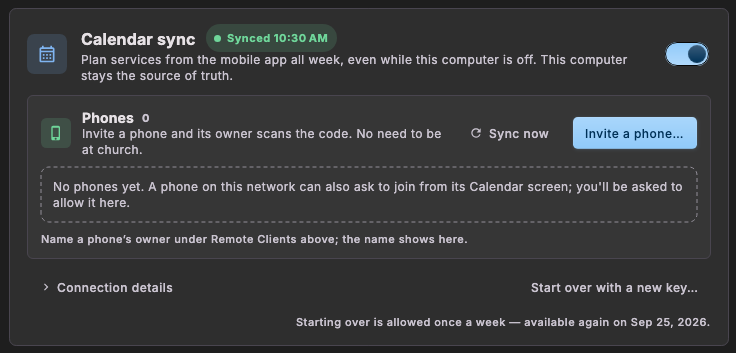 Calendar sync
Synced 10:30 AM
Plan services from the mobile app all week, even while this computer is off. This computer
stays the source of truth.
Phones 0
Invite a phone and its owner scans the code. No need to be
at church.
Sync now
Invite a phone...
No phones yet. A phone on this network can also ask to join from its Calendar screen; you'll be asked to
allow it here.
Name a phone’s owner under Remote Clients above; the name shows here.
Connection details
Start over with a new key...
Starting over is allowed once a week — available again on Sep 25, 2026.